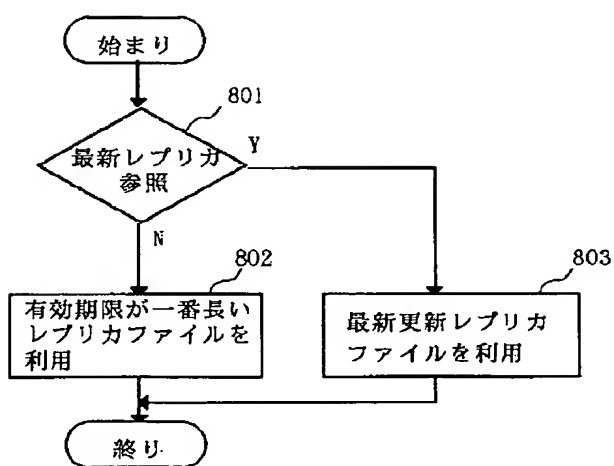 始まり
801
最新レプリカ
参照
Y
N
802
有効期限が一番長い
レプリカファイルを
利用
803
最新更新レプリカ
ファイルを利用
終り